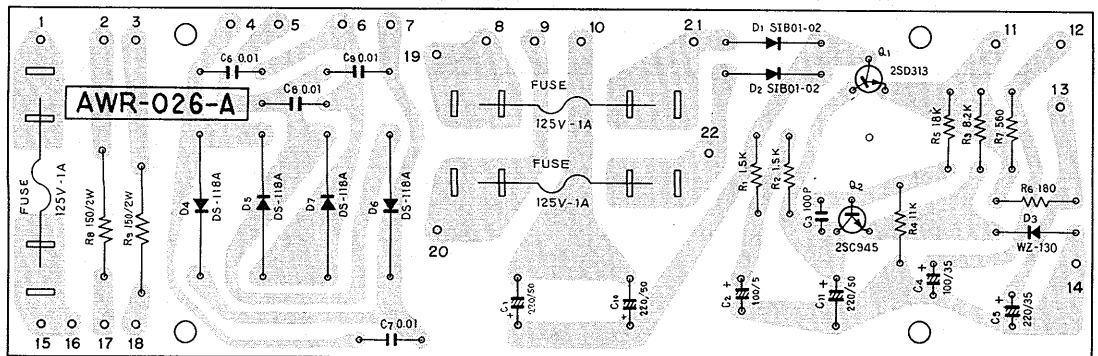 1
2
3
4
5
6
7
8
9
10
21
D1 SIB01-02
11
12
19
C6 0.01
C9 0.01
Q1
2SD313
C8 0.01
FUSE
D2 SIB01-02
AWR-026-A
125V-1A
13
R5 18K
R3 8.2K
R7 560
22
FUSE
125V-1A
R8 150/2W
R9 150/2W
D4
DS-118A
D5
DS-118A
D7
DS-118A
D6
DS-118A
FUSE
125V-1A
R1 1.5K
R2 1.5K
C3 100P
Q2
2SC945
R4 11K
R6 180
D3
WZ-130
20
14
C1
220/50
C10
220/50
C2
100/5
C11
220/50
C4
100/35
C5
220/35
C7 0.01
15
16
17
18